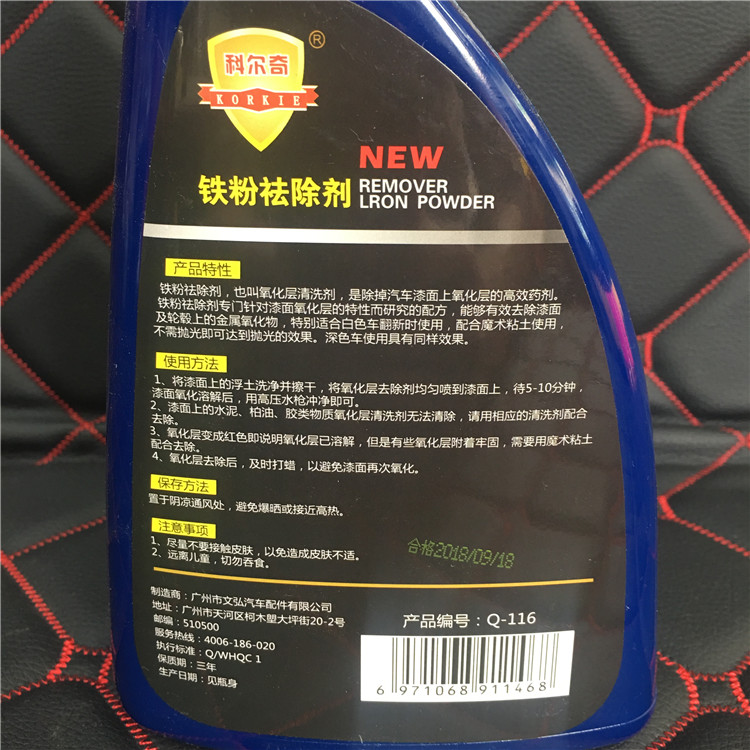 科尔奇
®
KORKIE
NEW
铁粉祛除剂
REMOVER
LRON POWDER
产品特性
铁粉祛除剂，也叫氧化层清洗剂，是除掉汽车漆面上氧化层的高效药剂。
铁粉祛除剂专门针对漆面氧化层的特性而研究的配方，能够有效去除漆面
及轮毂上的金属氧化物，特别适合白色车翻新时使用，配合魔术粘土使用，
不需抛光即可达到抛光的效果。深色车使用具有同样效果。
使用方法
1、将漆面上的浮土洗净并擦干，将氧化层去除剂均匀喷到漆面上，待5-10分钟，
漆面氧化溶解后，用高压水枪冲净即可。
2、漆面上的水泥、柏油、胶类物质氧化层清洗剂无法清除，请用相应的清洗剂配合
去除。
3、氧化层变成红色即说明氧化层已溶解，但是有些氧化层附着牢固，需要用魔术粘土
配合去除。
4、氧化层去除后，及时打蜡，以避免漆面再次氧化。
保存方法
置于阴凉通风处，避免爆晒或接近高热。
注意事项
1、尽量不要接触皮肤，以免造成皮肤不适。
2、远离儿童，切勿吞食。
合格2018/09/18
制造商：广州市文弘汽车配件有限公司
地址：广州市天河区柯木塱大坪街20-2号
邮编：510500
服务热线：4006-186-020
执行标准：Q/WHQC 1
保质期：三年
生产日期：见瓶身
产品编号：Q-116
6 971068 911468